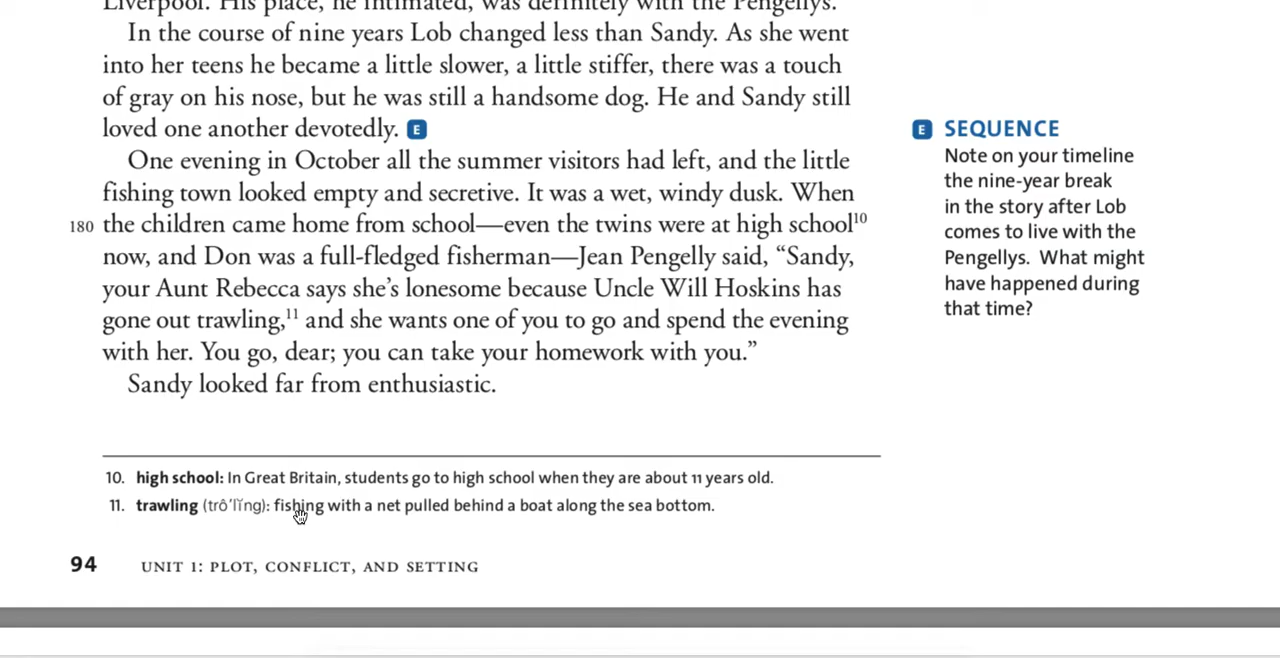 Liverpool. His place, he intimated, was definitely with the Pengellys.
In the course of nine years Lob changed less than Sandy. As she went
into her teens he became a little slower, a little stiffer, there was a touch
of gray on his nose, but he was still a handsome dog. He and Sandy still
loved one another devotedly. E
One evening in October all the summer visitors had left, and the little
fishing town looked empty and secretive. It was a wet, windy dusk. When
180 the children came home from school—even the twins were at high school10
now, and Don was a full-fledged fisherman—Jean Pengelly said, “Sandy,
your Aunt Rebecca says she’s lonesome because Uncle Will Hoskins has
gone out trawling,11 and she wants one of you to go and spend the evening
with her. You go, dear; you can take your homework with you.”
Sandy looked far from enthusiastic.
E SEQUENCE
Note on your timeline
the nine-year break
in the story after Lob
comes to live with the
Pengellys. What might
have happened during
that time?
10. high school: In Great Britain, students go to high school when they are about 11 years old.
11. trawling (trô′lĭng): fishing with a net pulled behind a boat along the sea bottom.
94 UNIT 1: PLOT, CONFLICT, AND SETTING